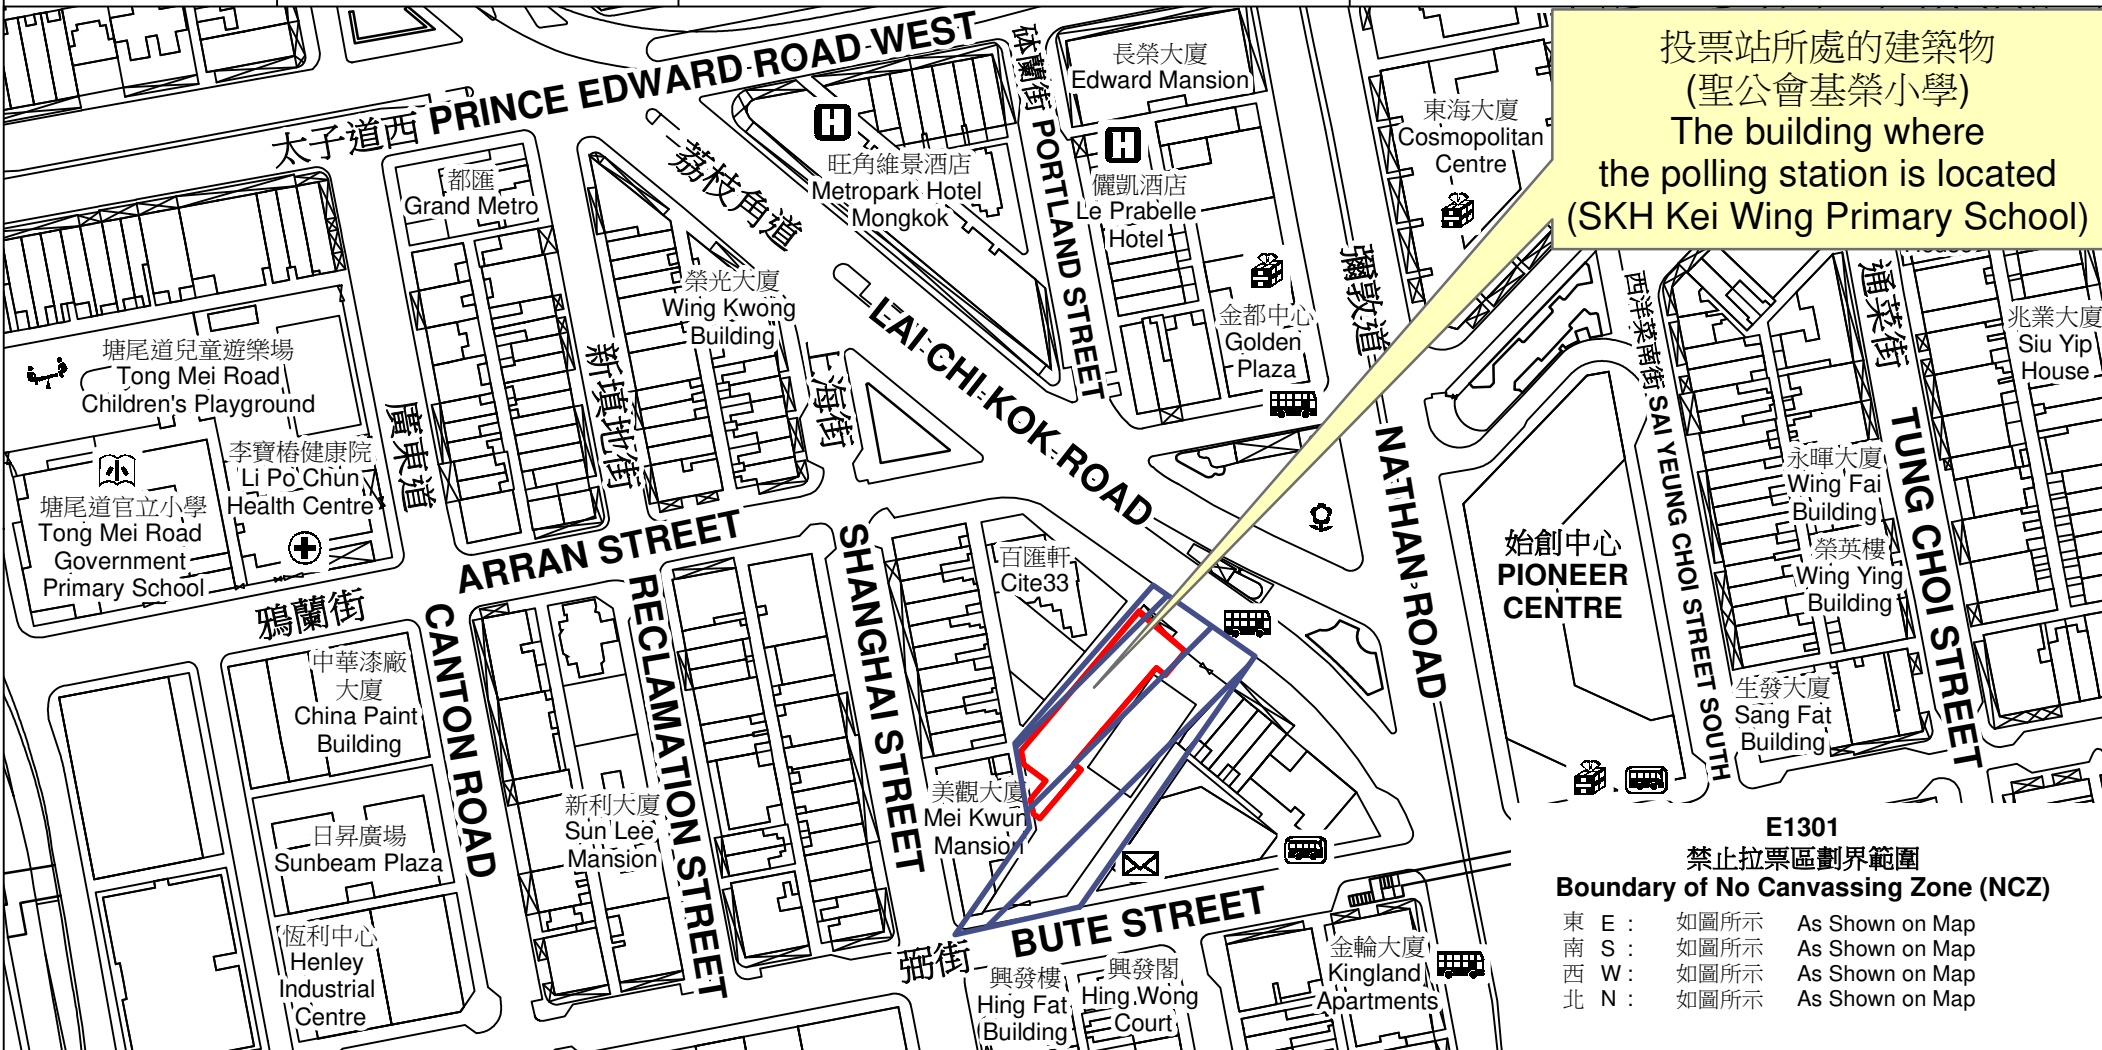 投票站所處的建築物
(聖公會基榮小學)
The building where
the polling station is located
(SKH Kei Wing Primary School)
太子道西 PRINCE EDWARD ROAD WEST
砵蘭街 PORTLAND STREET
長榮大廈
Edward Mansion
東海大廈
Cosmopolitan
Centre
都匯
Grand Metro
荔枝角道
LAI CHI KOK ROAD
旺角維景酒店
Metropark Hotel
Mongkok
儷凱酒店
Le Prabelle
Hotel
榮光大廈
Wing Kwong
Building
金都中心
Golden
Plaza
彌敦道
NATHAN ROAD
西洋菜南街 SAI YEUNG CHOI STREET SOUTH
通菜街
TUNG CHOI STREET
兆業大廈
Siu Yip
House
塘尾道兒童遊樂場
Tong Mei Road
Children's Playground
新填地街
上海街
廣東道
李寶椿健康院
Li Po Chun
Health Centre
塘尾道官立小學
Tong Mei Road
Government
Primary School
永暉大廈
Wing Fai
Building
榮英樓
Wing Ying
Building
始創中心
PIONEER
CENTRE
鴉蘭街
ARRAN STREET
百匯軒
Cite33
CANTON ROAD
RECLAMATION STREET
SHANGHAI STREET
中華漆廠
大廈
China Paint
Building
生發大廈
Sang Fat
Building
新利大廈
Sun Lee
Mansion
美觀大廈
Mei Kwun
Mansion
日昇廣場
Sunbeam Plaza
恆利中心
Henley
Industrial
Centre
弼街
BUTE STREET
興發樓
Hing Fat
Building
興發閣
Hing Wong
Court
金輪大廈
Kingland
Apartments
E1301
禁止拉票區劃界範圍
Boundary of No Canvassing Zone (NCZ)
東 E : 如圖所示 As Shown on Map
南 S : 如圖所示 As Shown on Map
西 W : 如圖所示 As Shown on Map
北 N : 如圖所示 As Shown on Map